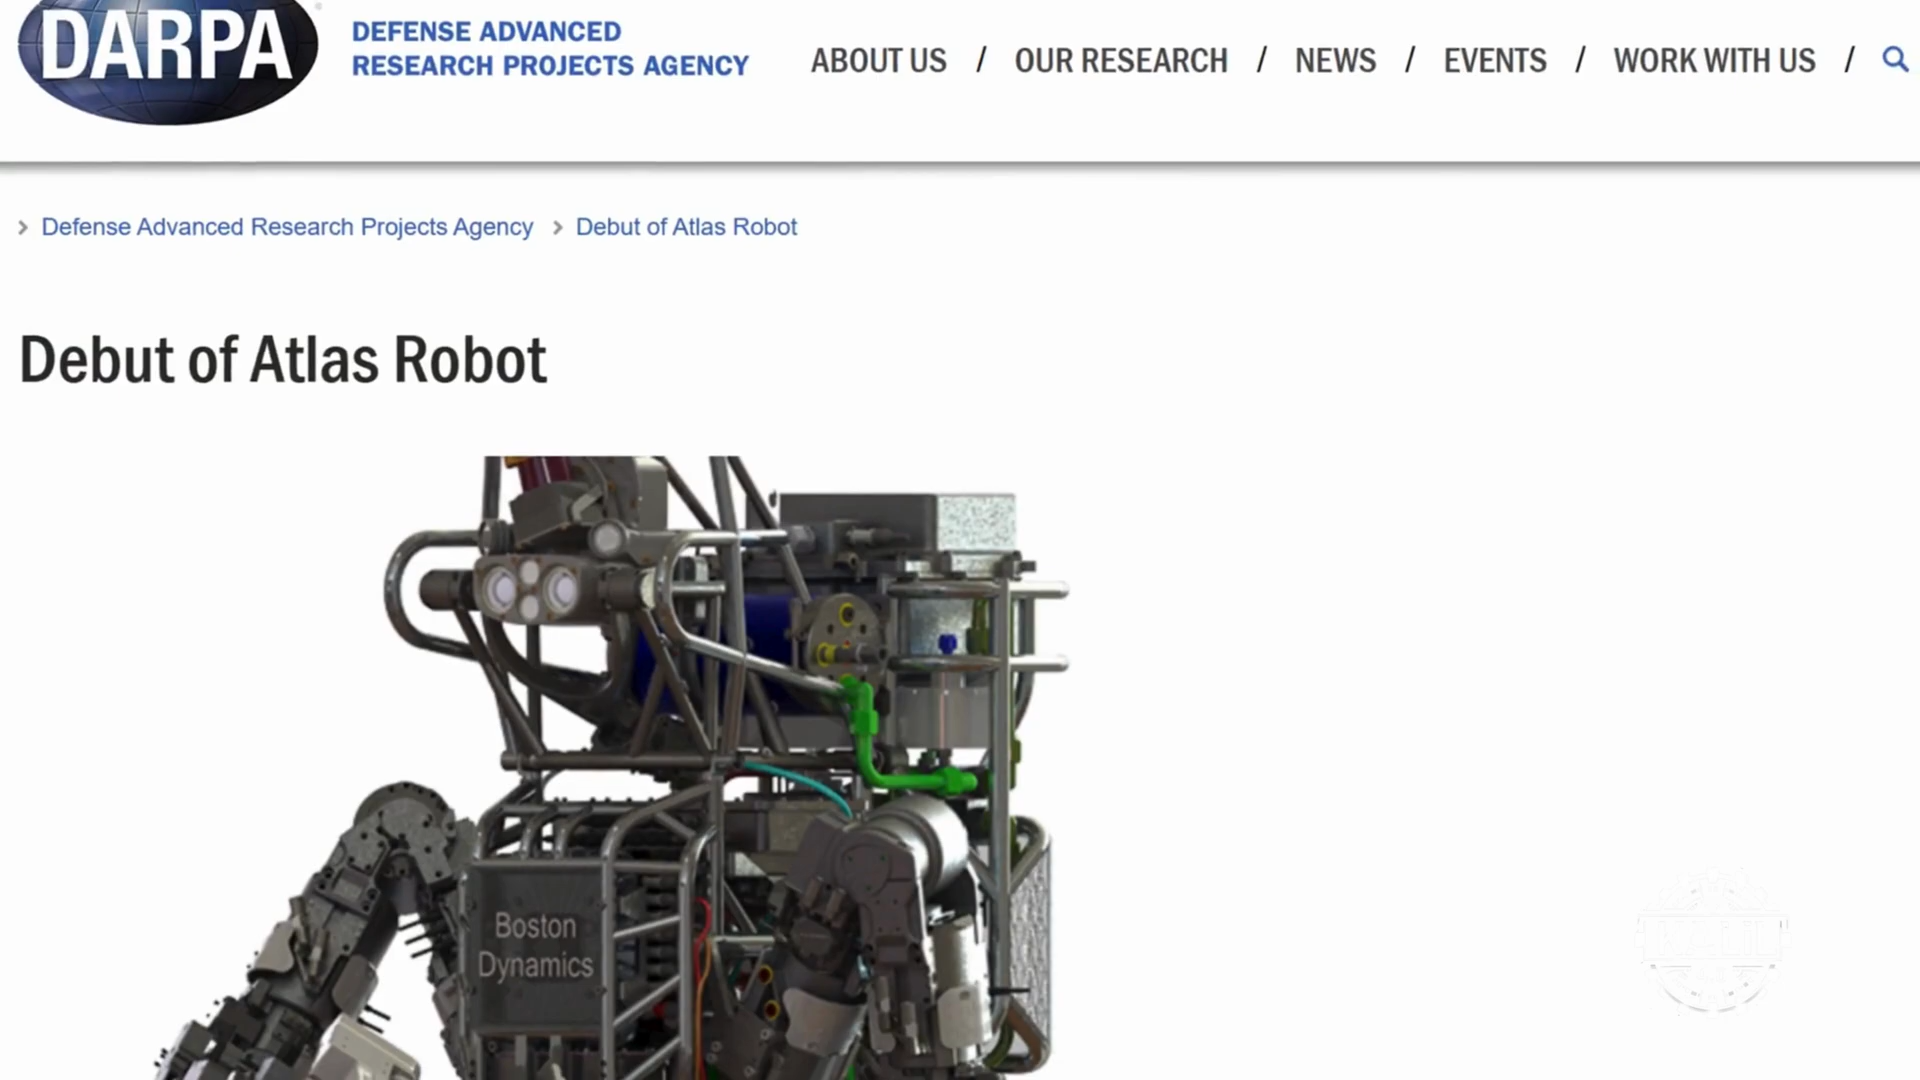 DARPA
DEFENSE ADVANCED
RESEARCH PROJECTS AGENCY
ABOUT US / OUR RESEARCH / NEWS / EVENTS / WORK WITH US /
> Defense Advanced Research Projects Agency > Debut of Atlas Robot
Debut of Atlas Robot
Boston
Dynamics